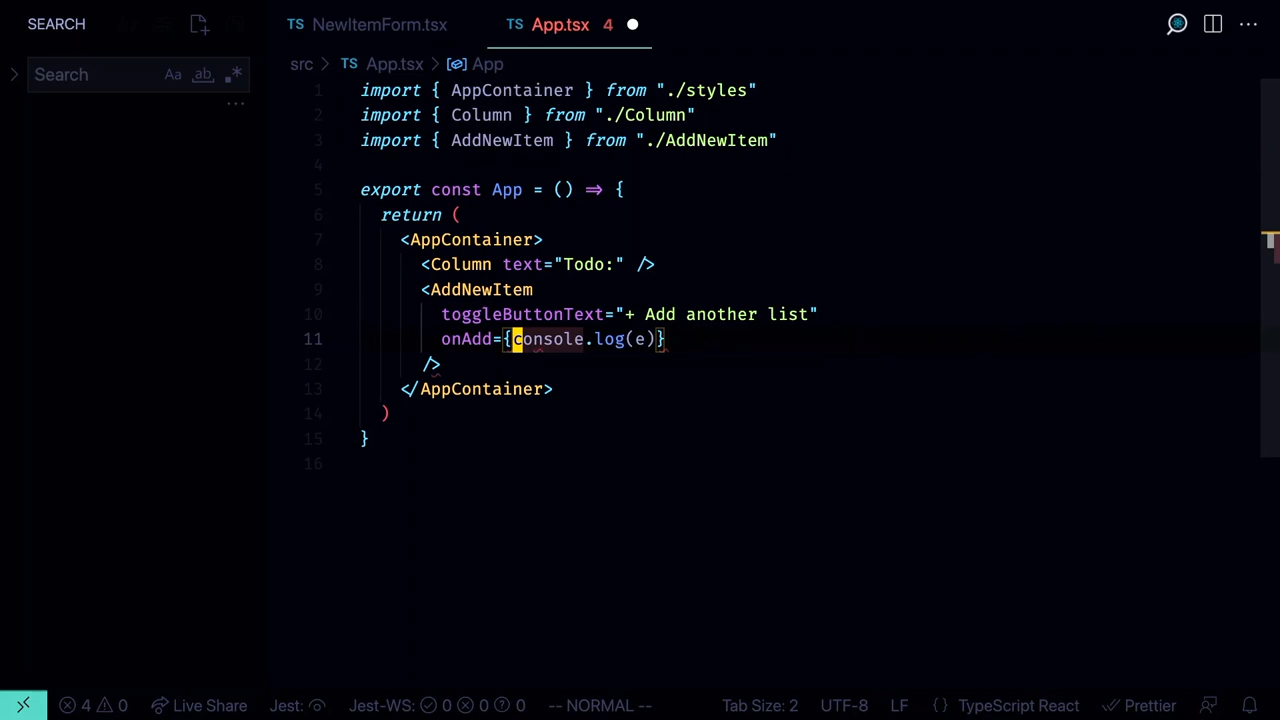 SEARCH
TS NewItemForm.tsx
TS App.tsx 4
Search Aa ab .*
src > TS App.tsx > App
1 import { AppContainer } from "./styles"
2 import { Column } from "./Column"
3 import { AddNewItem } from "./AddNewItem"
4
5 export const App = () => {
6 return (
7 <AppContainer>
8 <Column text="Todo:" />
9 <AddNewItem
10 toggleButtonText="+ Add another list"
11 onAdd={console.log(e)}
12 />
13 </AppContainer>
14 )
15 }
16
4 0 Live Share Jest: Jest-WS: 0 0 0 -- NORMAL -- Tab Size: 2 UTF-8 LF {} TypeScript React Prettier